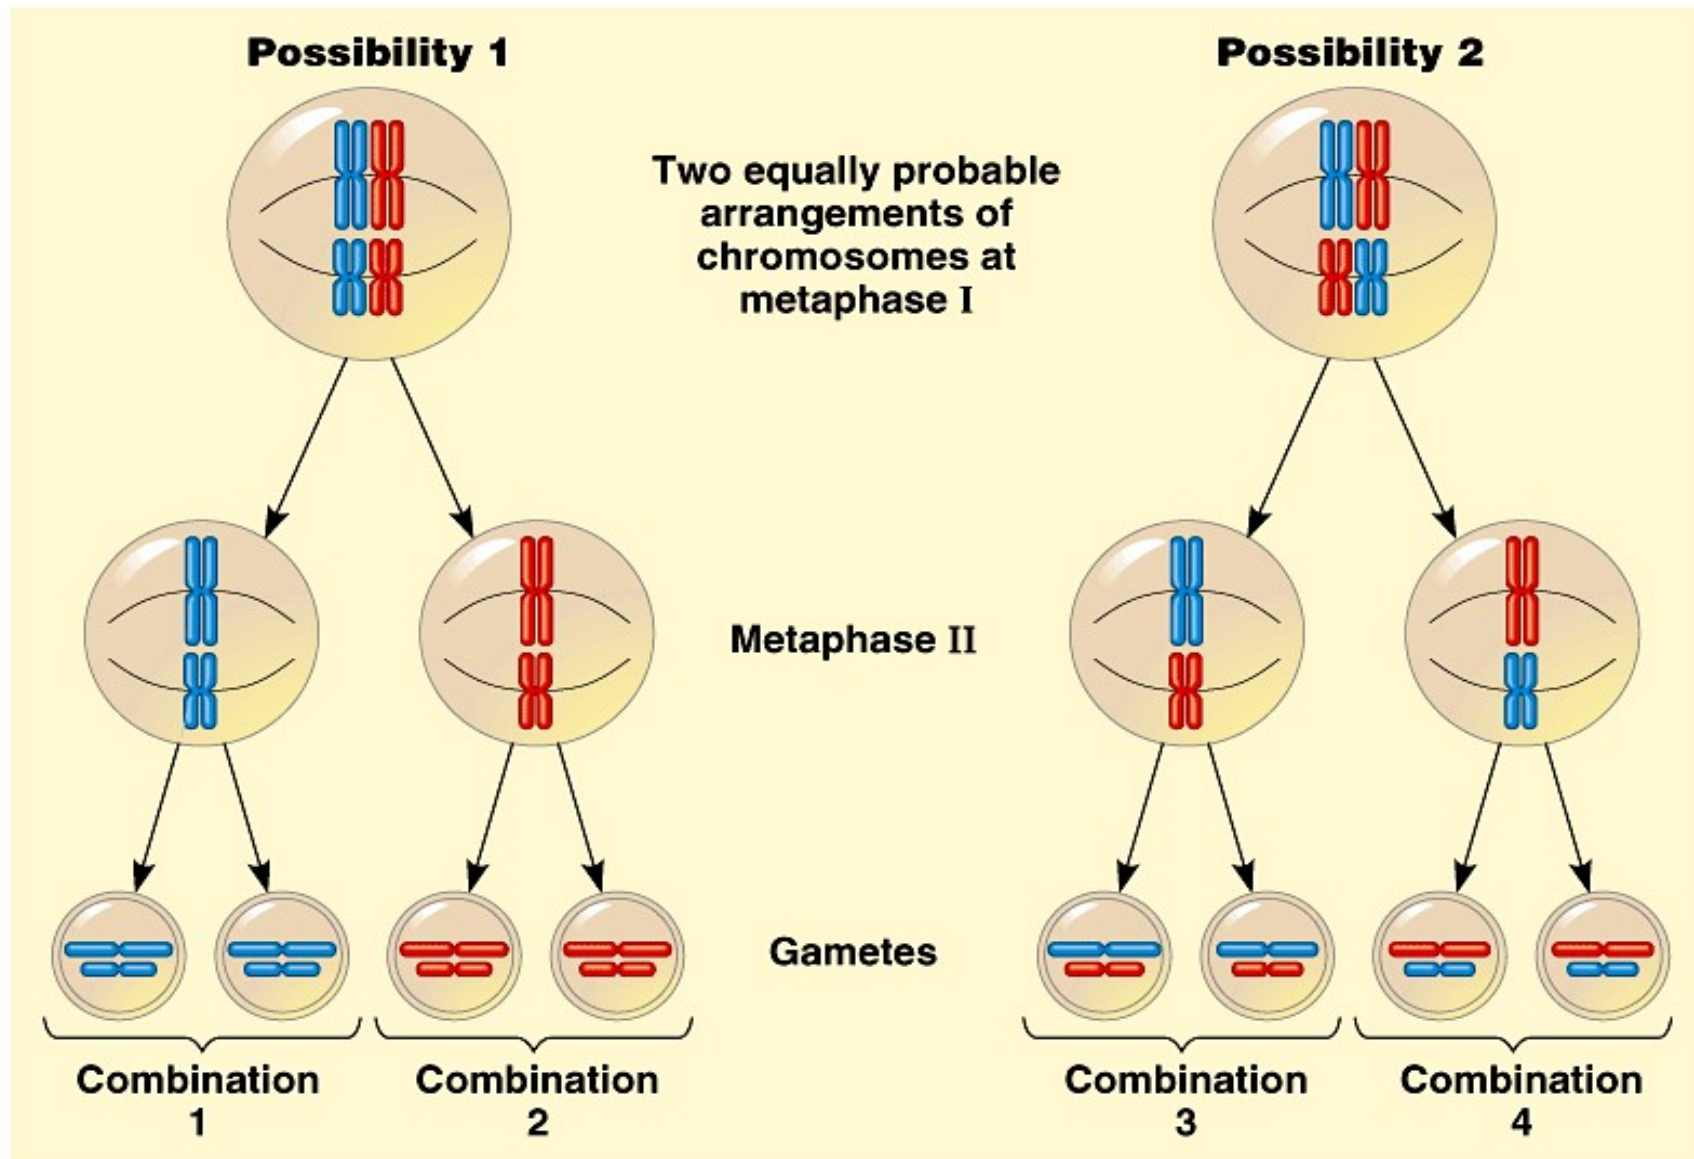 Possibility 1
Possibility 2
Two equally probable
arrangements of
chromosomes at
metaphase I
Metaphase II
Gametes
Combination
1
Combination
2
Combination
3
Combination
4